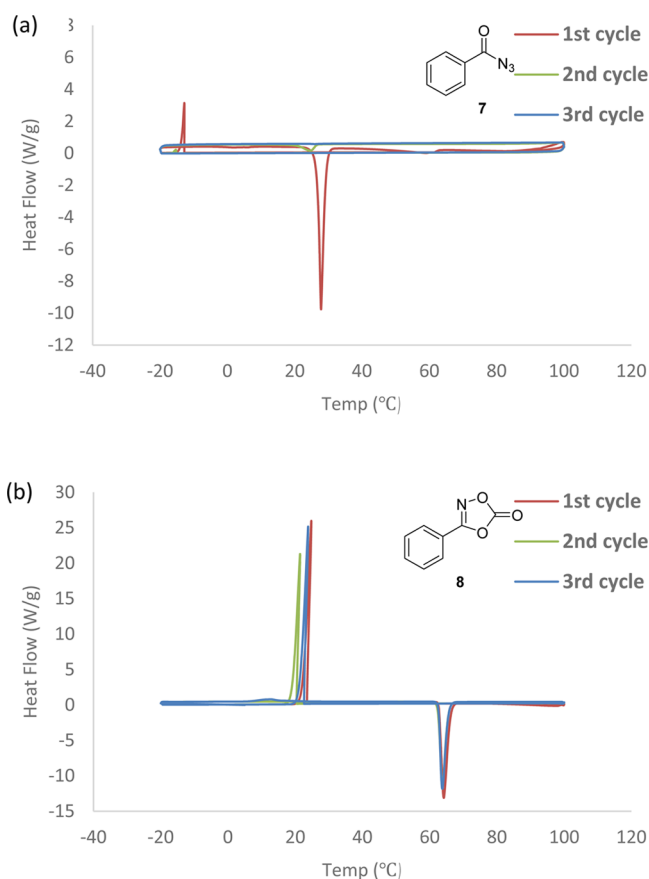 (a)
8
6
4
2
0
-2
-4
-6
-8
-10
-12
Heat Flow (W/g)
-40 -20 0 20 40 60 80 100 120
Temp (°C)
O
N3
7
1st cycle
2nd cycle
3rd cycle
(b)
30
25
20
15
10
5
0
-5
-10
-15
Heat Flow (W/g)
-40 -20 0 20 40 60 80 100 120
Temp (°C)
N O
O
O
8
1st cycle
2nd cycle
3rd cycle